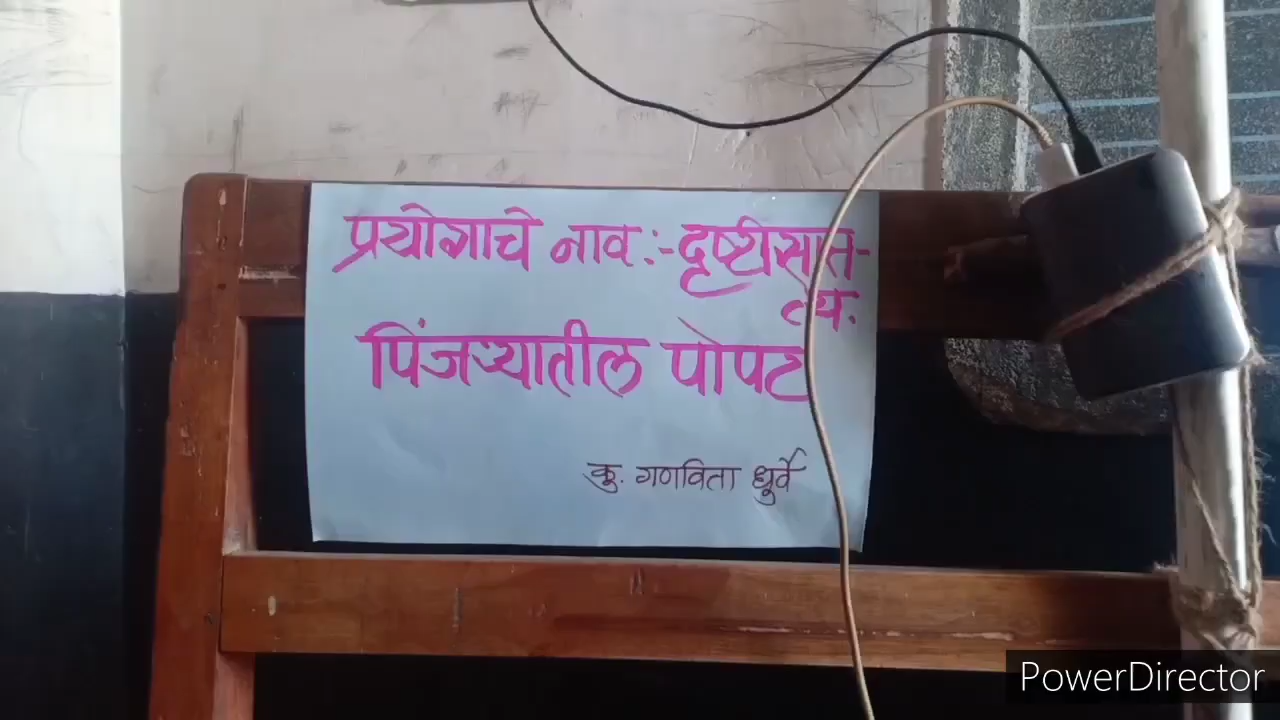 प्रयोगाचे नाव :- दृष्टीसात-
त्य.
पिंजऱ्यातील पोपट
कु. गणविता धुर्वे
PowerDirector